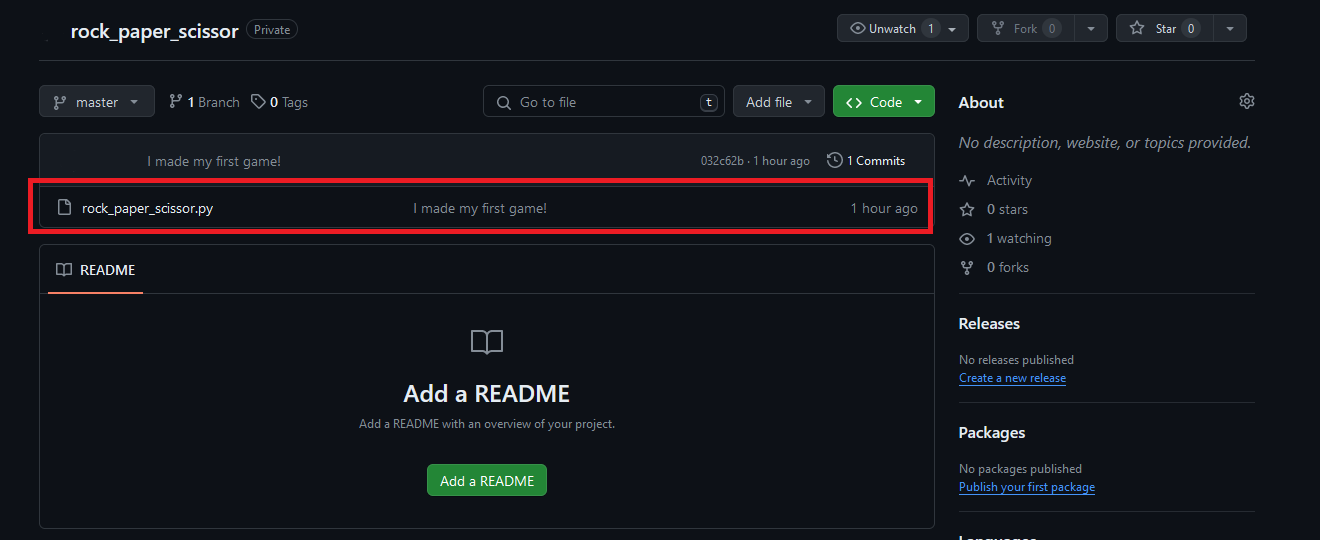 rock_paper_scissor Private Unwatch 1 Fork 0 Star 0
master 1 Branch 0 Tags Go to file t Add file Code
I made my first game! 032c62b · 1 hour ago 1 Commits
rock_paper_scissor.py I made my first game! 1 hour ago
README
Add a README
Add a README with an overview of your project.
Add a README
About
No description, website, or topics provided.
Activity
0 stars
1 watching
0 forks
Releases
No releases published
Create a new release
Packages
No packages published
Publish your first package